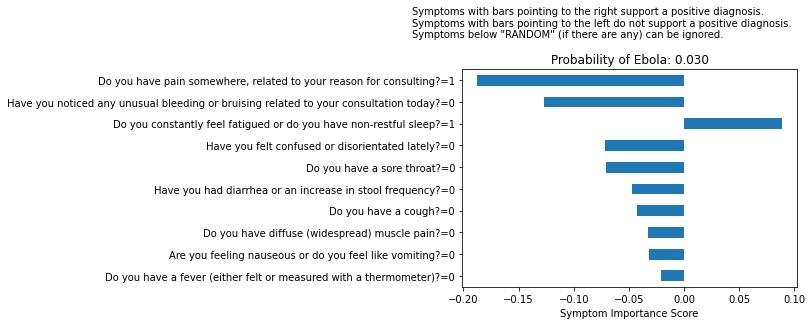 Symptoms with bars pointing to the right support a positive diagnosis.
Symptoms with bars pointing to the left do not support a positive diagnosis.
Symptoms below "RANDOM" (if there are any) can be ignored.
Probability of Ebola: 0.030
Do you have pain somewhere, related to your reason for consulting?=1
Have you noticed any unusual bleeding or bruising related to your consultation today?=0
Do you constantly feel fatigued or do you have non-restful sleep?=1
Have you felt confused or disorientated lately?=0
Do you have a sore throat?=0
Have you had diarrhea or an increase in stool frequency?=0
Do you have a cough?=0
Do you have diffuse (widespread) muscle pain?=0
Are you feeling nauseous or do you feel like vomiting?=0
Do you have a fever (either felt or measured with a thermometer)?=0
−0.20 −0.15 −0.10 −0.05 0.00 0.05 0.10
Symptom Importance Score